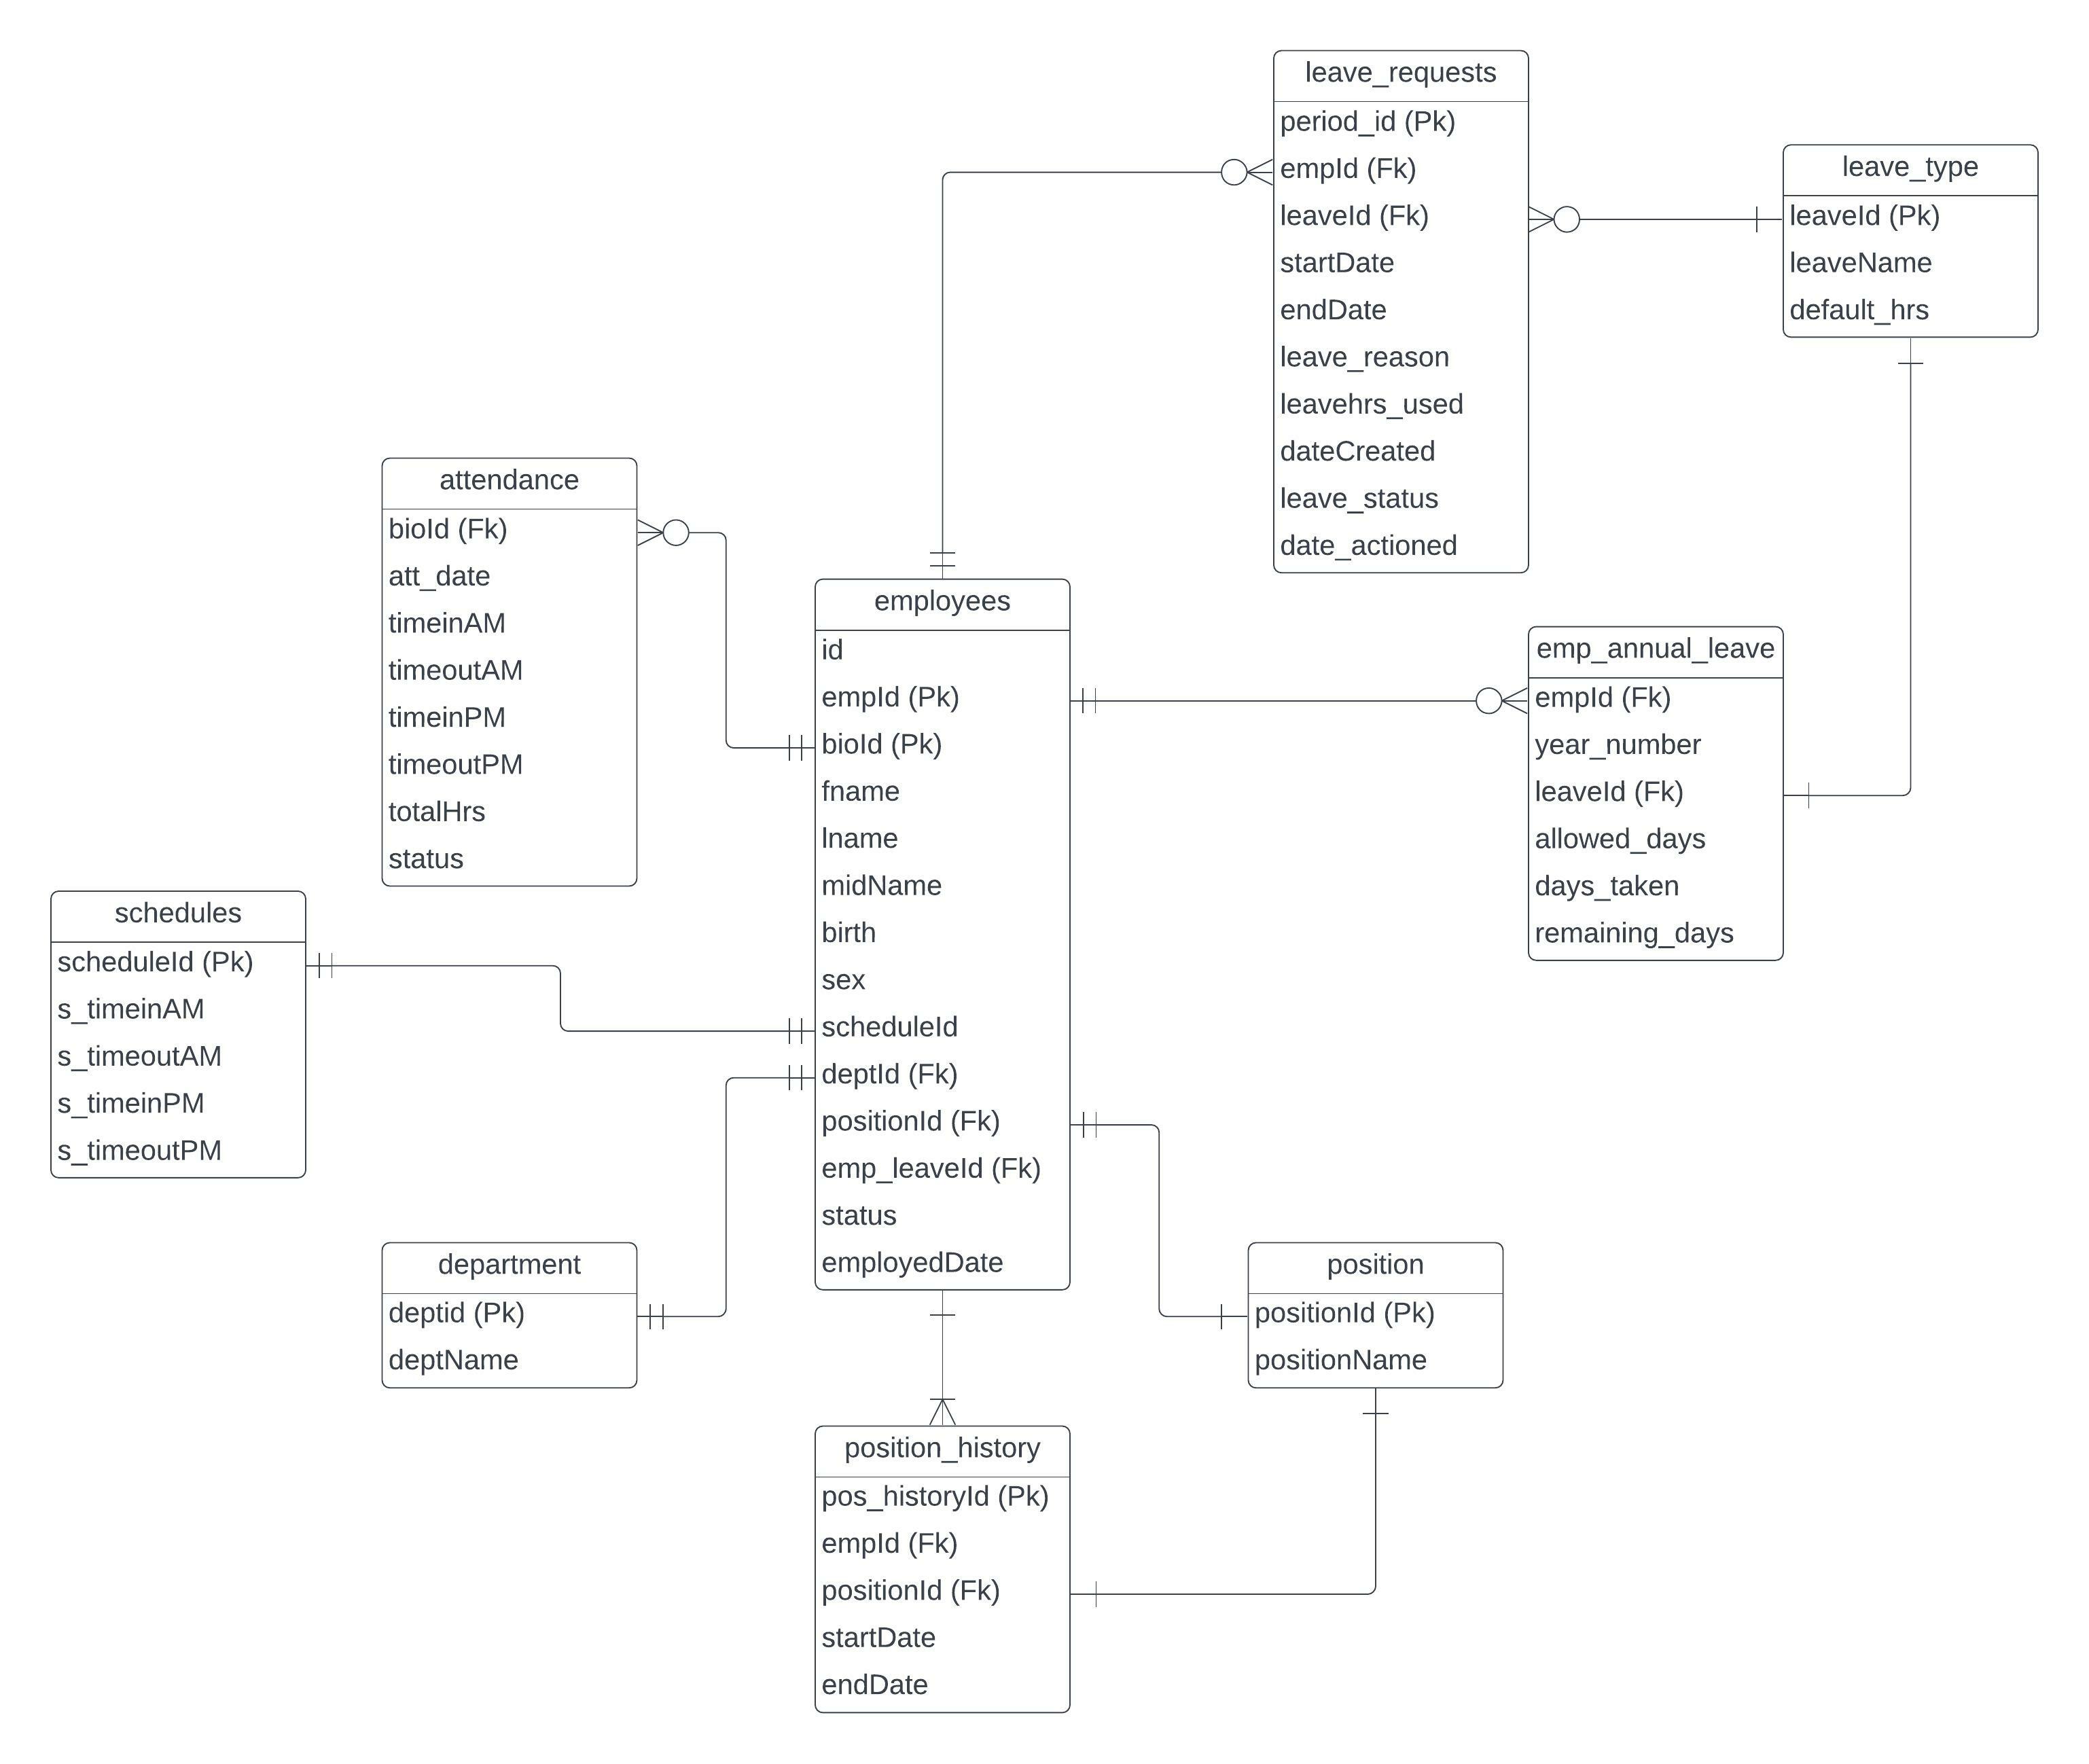 leave_requests
period_id (Pk)
empId (Fk)
leaveId (Fk)
startDate
endDate
leave_reason
leavehrs_used
dateCreated
leave_status
date_actioned
leave_type
leaveId (Pk)
leaveName
default_hrs
attendance
bioId (Fk)
att_date
timeinAM
timeoutAM
timeinPM
timeoutPM
totalHrs
status
employees
id
empId (Pk)
bioId (Pk)
fname
lname
midName
birth
sex
scheduleId
deptId (Fk)
positionId (Fk)
emp_leaveId (Fk)
status
employedDate
emp_annual_leave
empId (Fk)
year_number
leaveId (Fk)
allowed_days
days_taken
remaining_days
schedules
scheduleId (Pk)
s_timeinAM
s_timeoutAM
s_timeinPM
s_timeoutPM
department
deptid (Pk)
deptName
position
positionId (Pk)
positionName
position_history
pos_historyId (Pk)
empId (Fk)
positionId (Fk)
startDate
endDate